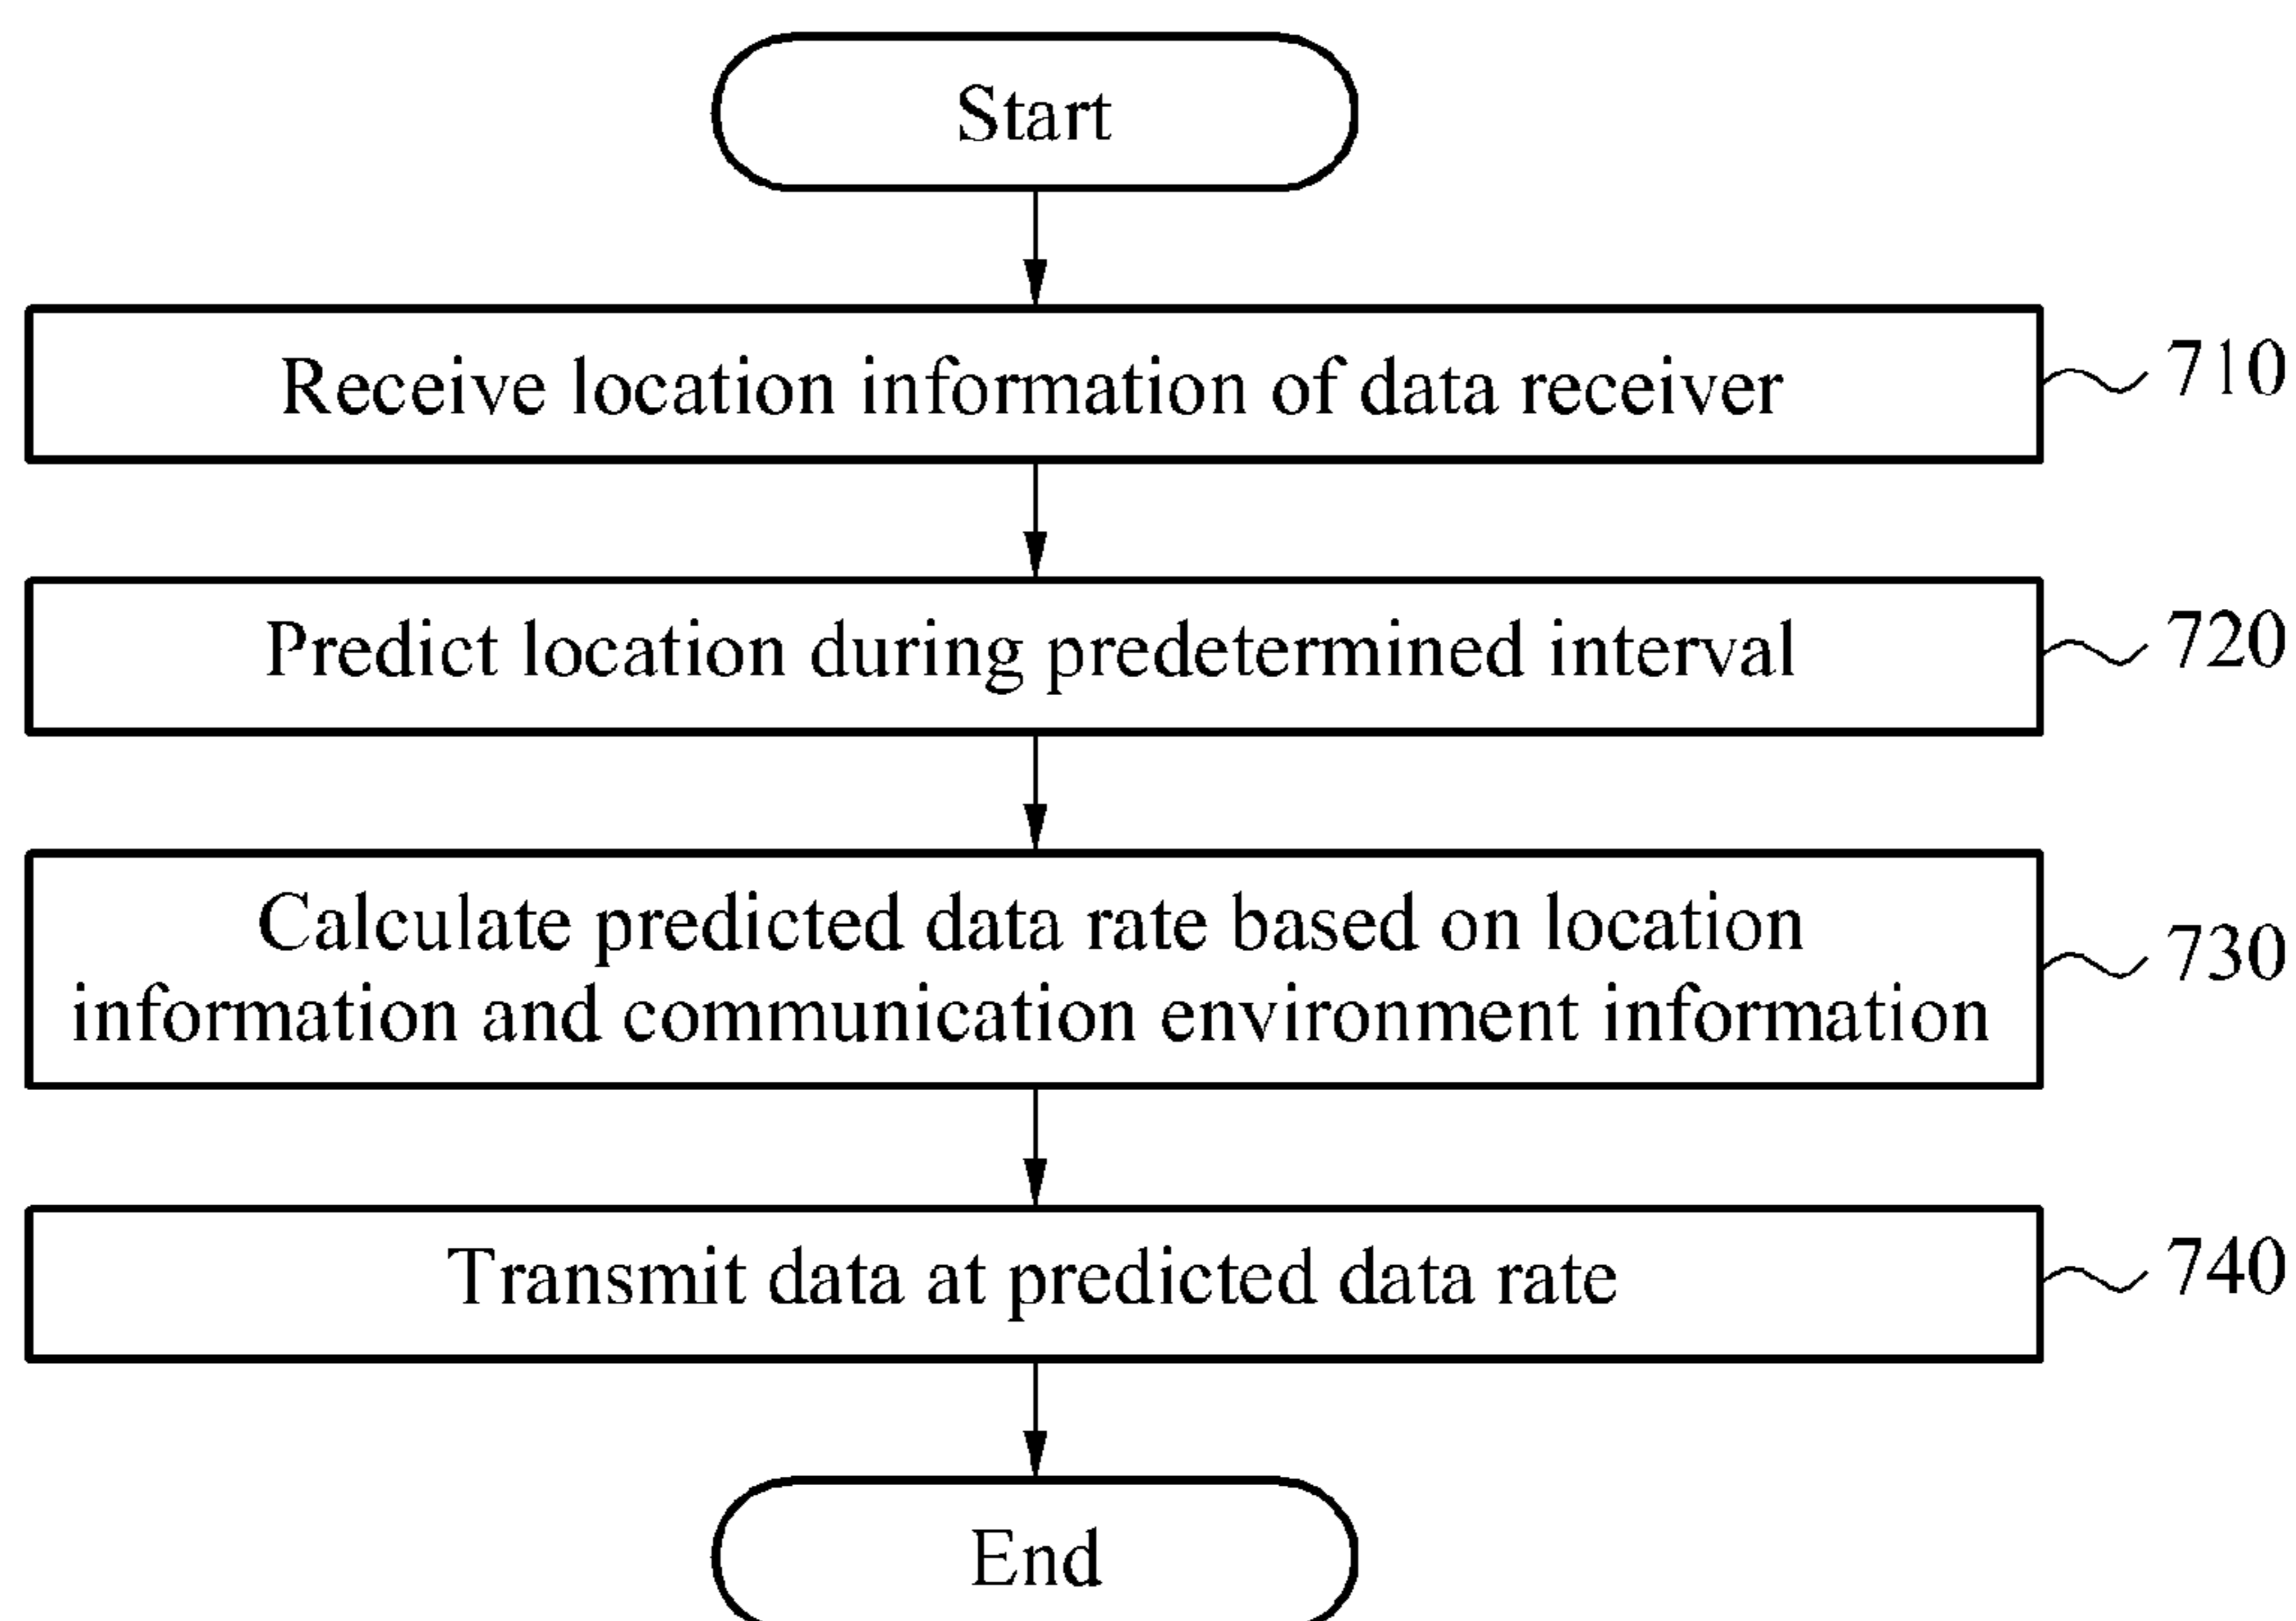 Start
Receive location information of data receiver
710
Predict location during predetermined interval
720
Calculate predicted data rate based on location
information and communication environment information
730
Transmit data at predicted data rate
740
End